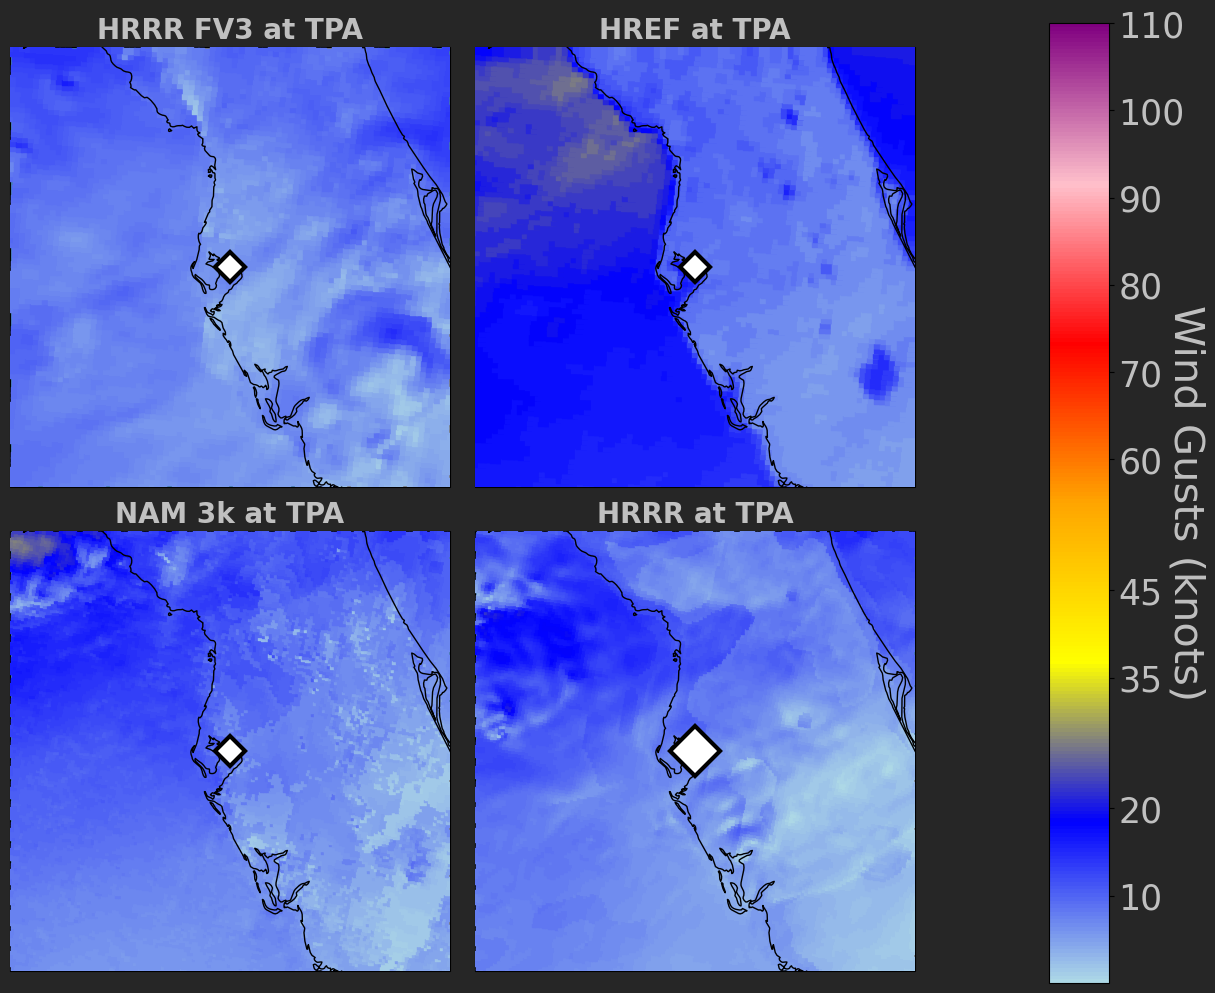 HRRR FV3 at TPA
HREF at TPA
NAM 3k at TPA
HRRR at TPA
110
100
90
80
70
60
45
35
20
10
Wind Gusts (knots)